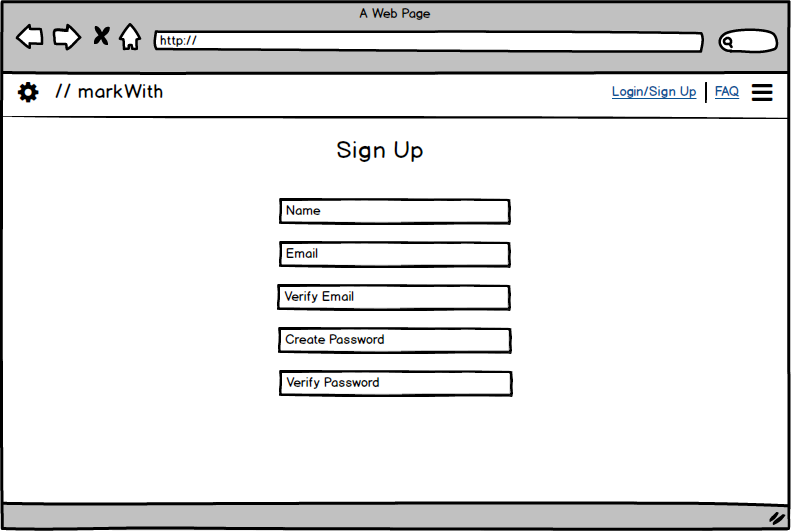 A Web Page
http://
// markWith
Login/Sign Up
FAQ
Sign Up
Name
Email
Verify Email
Create Password
Verify Password